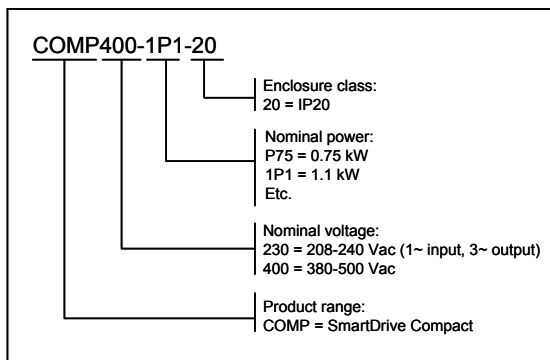 COMP400-1P1-20
Enclosure class:
20 = IP20
Nominal power:
P75 = 0.75 kW
1P1 = 1.1 kW
Etc.
Nominal voltage:
230 = 208-240 Vac (1~ input, 3~ output)
400 = 380-500 Vac
Product range:
COMP = SmartDrive Compact